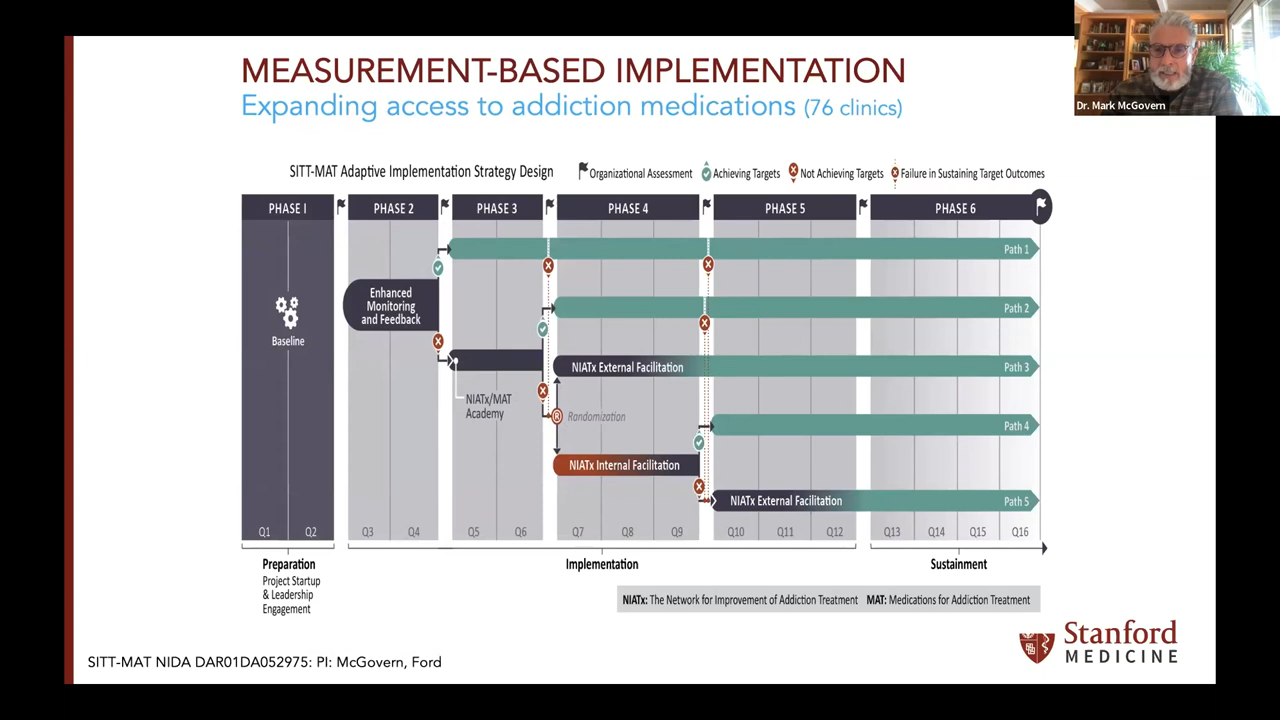 MEASUREMENT-BASED IMPLEMENTATION
Expanding access to addiction medications (76 clinics)
Dr. Mark McGovern
SITT-MAT Adaptive Implementation Strategy Design
Organizational Assessment
Achieving Targets
Not Achieving Targets
Failure in Sustaining Target Outcomes
PHASE I
PHASE 2
PHASE 3
PHASE 4
PHASE 5
PHASE 6
Path 1
Enhanced
Monitoring
and Feedback
Baseline
Path 2
NIATx External Facilitation
Path 3
NIATx/MAT
Academy
R
Randomization
Path 4
NIATx Internal Facilitation
NIATx External Facilitation
Path 5
Q1
Q2
Q3
Q4
Q5
Q6
Q7
Q8
Q9
Q10
Q11
Q12
Q13
Q14
Q15
Q16
Preparation
Project Startup
& Leadership
Engagement
Implementation
Sustainment
NIATx: The Network for Improvement of Addiction Treatment MAT: Medications for Addiction Treatment
Stanford
MEDICINE
SITT-MAT NIDA DAR01DA052975: PI: McGovern, Ford